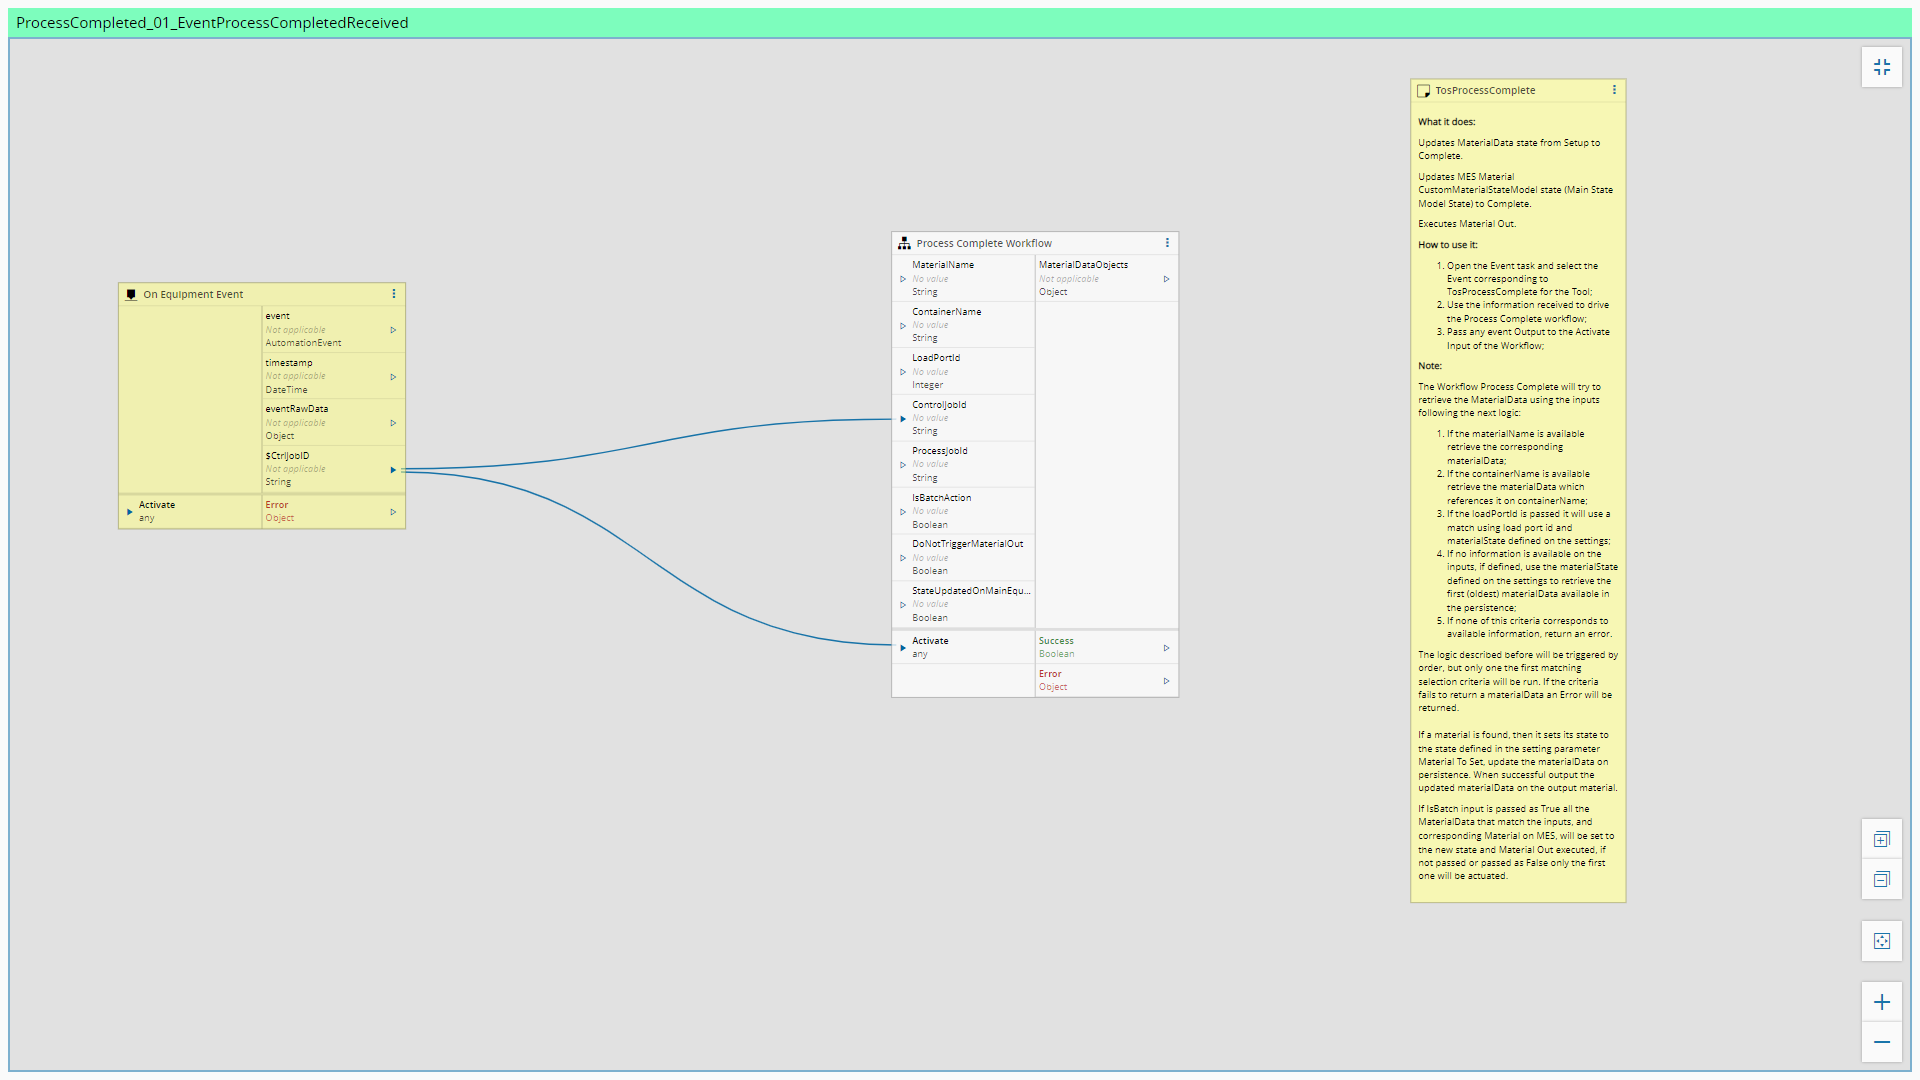 ProcessCompleted_01_EventProcessCompletedReceived
On Equipment Event
event
Not applicable
AutomationEvent
timestamp
Not applicable
DateTime
eventRawData
Not applicable
Object
$CtrlJobID
Not applicable
String
Activate
any
Error
Object
Process Complete Workflow
MaterialName
No value
String
ContainerName
No value
String
LoadPortId
No value
Integer
ControlJobId
No value
String
ProcessJobId
No value
String
IsBatchAction
No value
Boolean
DoNotTriggerMaterialOut
No value
Boolean
StateUpdatedOnMainEqu...
No value
Boolean
MaterialDataObjects
Not applicable
Object
Activate
any
Success
Boolean
Error
Object
TosProcessComplete
What it does:
Updates MaterialData state from Setup to
Complete.
Updates MES Material
CustomMaterialStateModel state (Main State
Model State) to Complete.
Executes Material Out.
How to use it:
1. Open the Event task and select the
Event corresponding to
TosProcessComplete for the Tool;
2. Use the information received to drive
the Process Complete workflow;
3. Pass any event Output to the Activate
Input of the Workflow;
Note:
The Workflow Process Complete will try to
retrieve the MaterialData using the inputs
following the next logic:
1. If the materialName is available
retrieve the corresponding
materialData;
2. If the containerName is available
retrieve the materialData which
references it on containerName;
3. If the loadPortId is passed it will use a
match using load port id and
materialState defined on the settings;
4. If no information is available on the
inputs, if defined, use the materialState
defined on the settings to retrieve the
first (oldest) materialData available in
the persistence;
5. If none of this criteria corresponds to
available information, return an error.
The logic described before will be triggered by
order, but only one the first matching
selection criteria will be run. If the criteria
fails to return a materialData an Error will be
returned.
If a material is found, then it sets its state to
the state defined in the setting parameter
Material To Set, update the materialData on
persistence. When successful output the
updated materialData on the output material.
If IsBatch input is passed as True all the
MaterialData that match the inputs, and
corresponding Material on MES, will be set to
the new state and Material Out executed, if
not passed or passed as False only the first
one will be actuated.